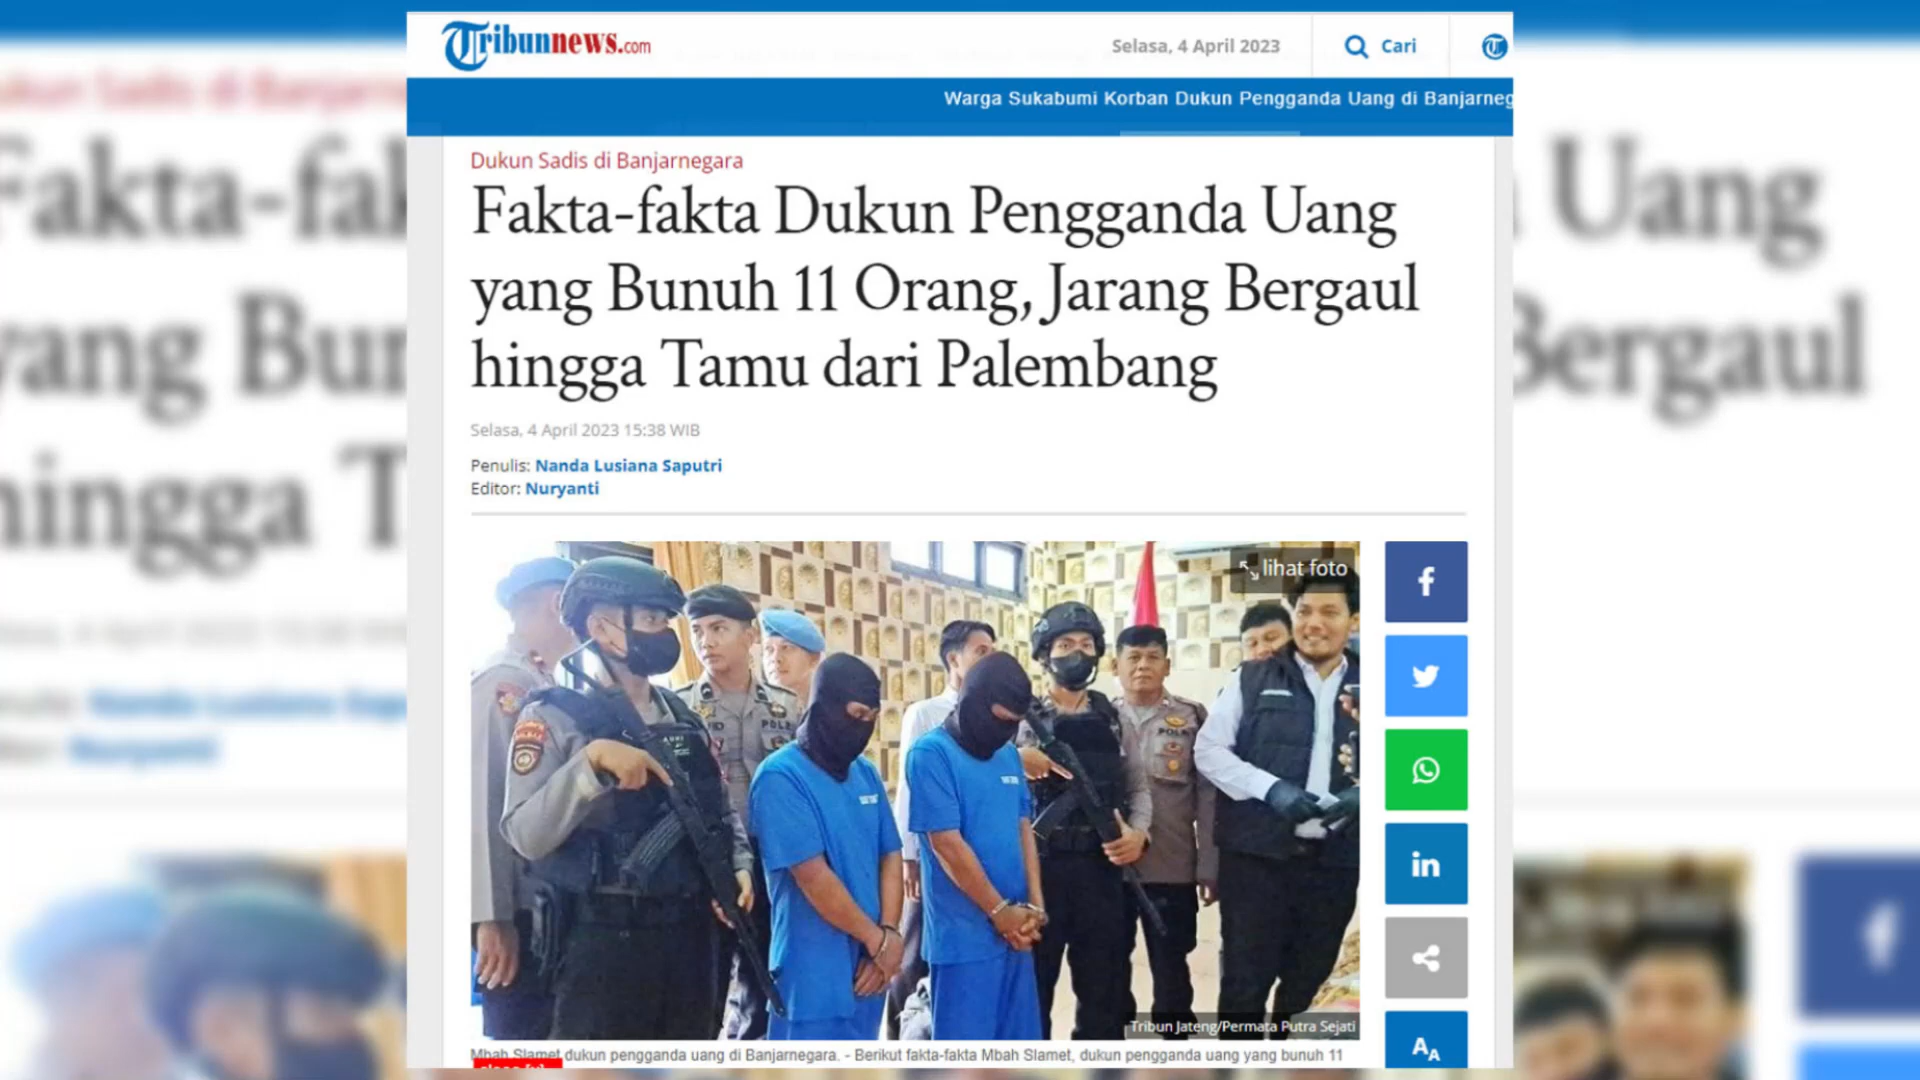 Tribunnews.com
Selasa, 4 April 2023
Cari
Warga Sukabumi Korban Dukun Pengganda Uang di Banjarneg
Dukun Sadis di Banjarnegara
Fakta-fakta Dukun Pengganda Uang
yang Bunuh 11 Orang, Jarang Bergaul
hingga Tamu dari Palembang
Selasa, 4 April 2023 15:38 WIB
Penulis: Nanda Lusiana Saputri
Editor: Nuryanti
lihat foto
Tribun Jateng/Permata Putra Sejati
Mbah Slamet dukun pengganda uang di Banjarnegara. - Berikut fakta-fakta Mbah Slamet, dukun pengganda uang yang bunuh 11